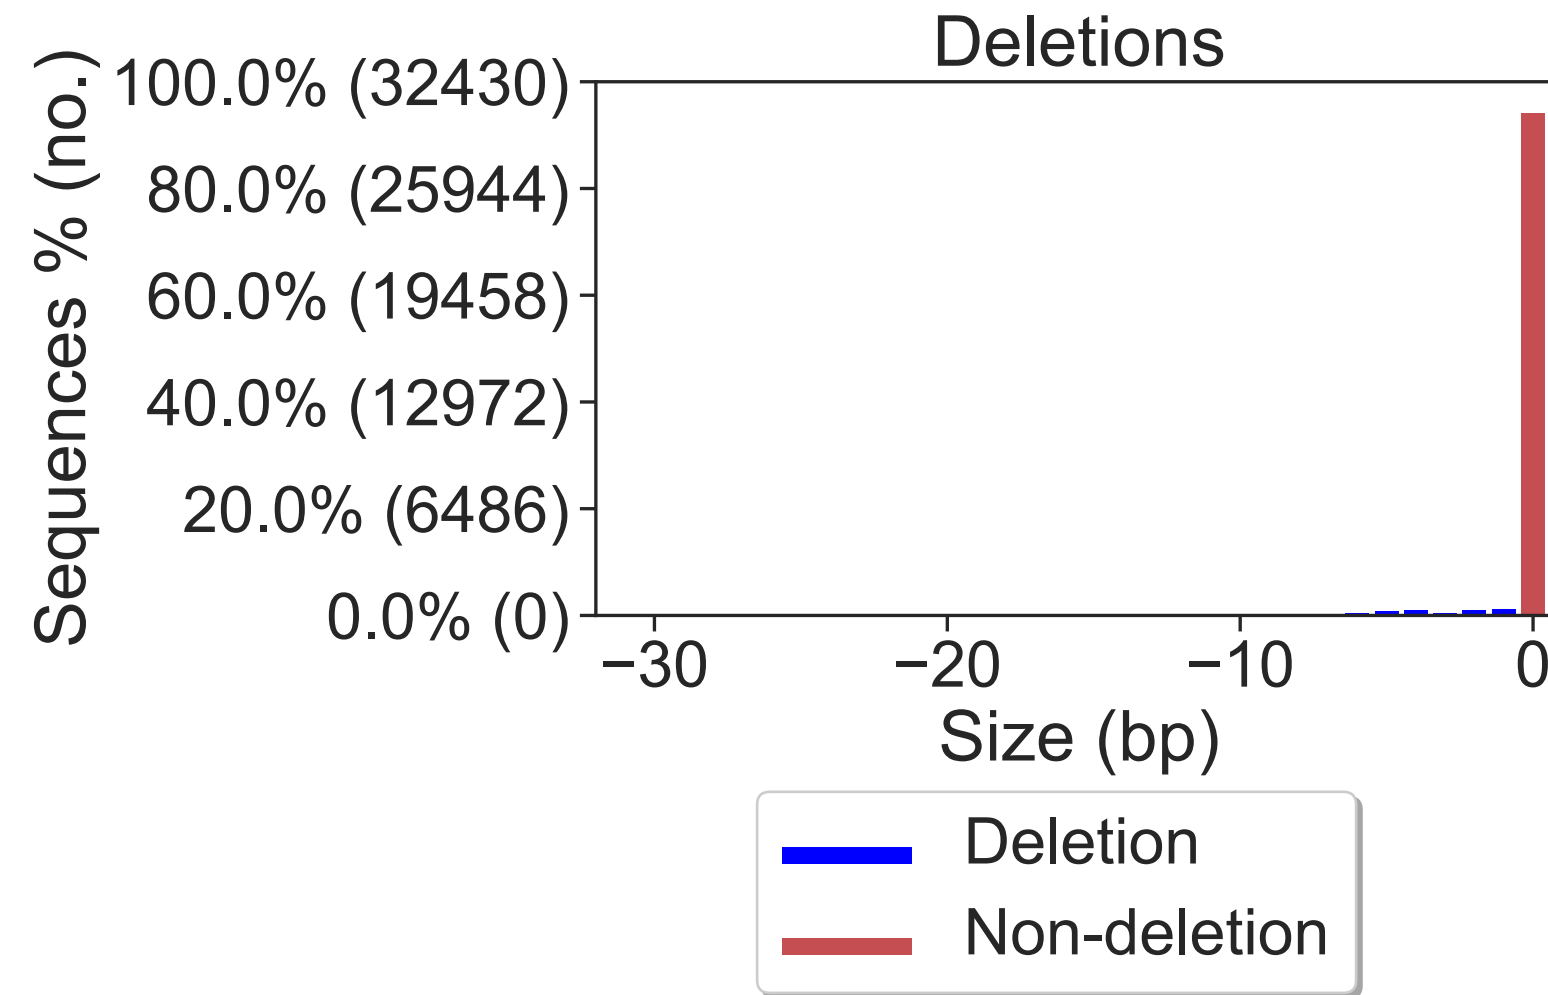 Deletions
Sequences % (no.)
100.0% (32430)
80.0% (25944)
60.0% (19458)
40.0% (12972)
20.0% (6486)
0.0% (0)
−30 −20 −10 0
Size (bp)
Deletion
Non-deletion